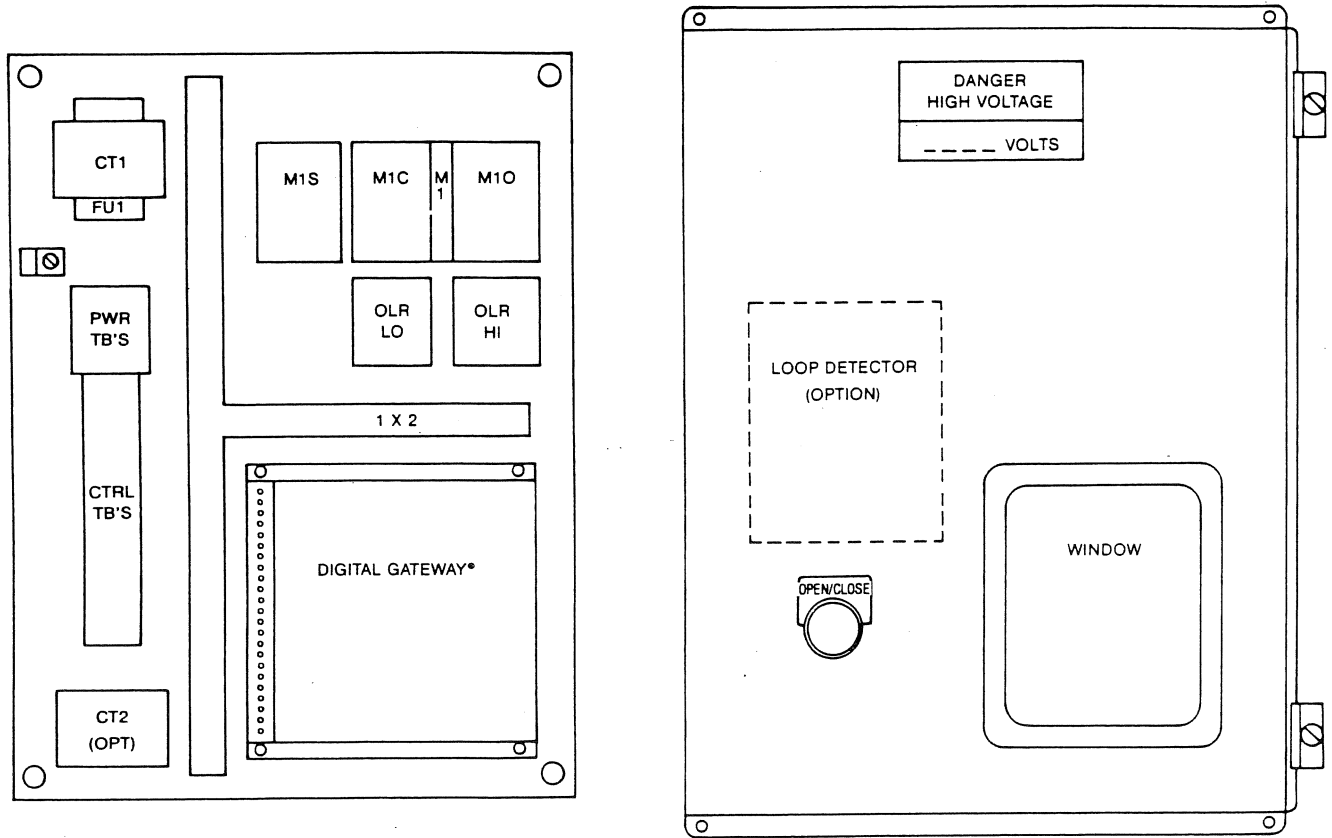 CT1
FU1
M1S
M1C
M
1
M1O
OLR
LO
OLR
HI
PWR
TB'S
1 X 2
CTRL
TB'S
DIGITAL GATEWAY®
CT2
(OPT)
DANGER
HIGH VOLTAGE
_ _ _ _ VOLTS
LOOP DETECTOR
(OPTION)
OPEN/CLOSE
WINDOW